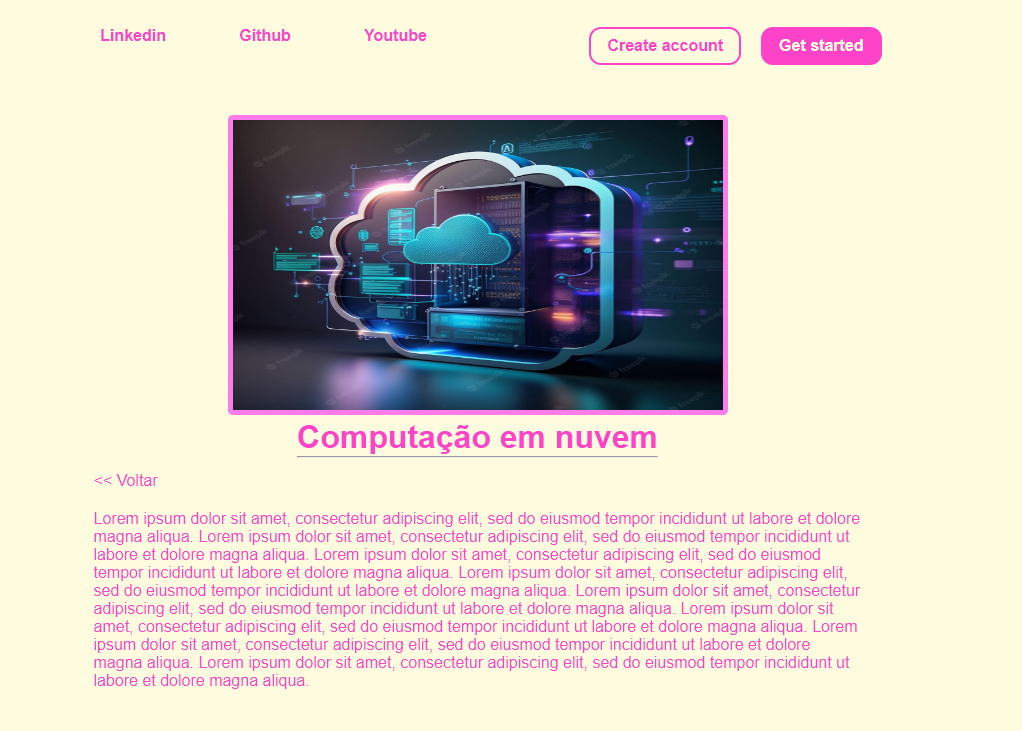 Linkedin Github Youtube Create account Get started
Computação em nuvem
<< Voltar
Lorem ipsum dolor sit amet, consectetur adipiscing elit, sed do eiusmod tempor incididunt ut labore et dolore
magna aliqua. Lorem ipsum dolor sit amet, consectetur adipiscing elit, sed do eiusmod tempor incididunt ut
labore et dolore magna aliqua. Lorem ipsum dolor sit amet, consectetur adipiscing elit, sed do eiusmod
tempor incididunt ut labore et dolore magna aliqua. Lorem ipsum dolor sit amet, consectetur adipiscing elit,
sed do eiusmod tempor incididunt ut labore et dolore magna aliqua. Lorem ipsum dolor sit amet, consectetur
adipiscing elit, sed do eiusmod tempor incididunt ut labore et dolore magna aliqua. Lorem ipsum dolor sit
amet, consectetur adipiscing elit, sed do eiusmod tempor incididunt ut labore et dolore magna aliqua. Lorem
ipsum dolor sit amet, consectetur adipiscing elit, sed do eiusmod tempor incididunt ut labore et dolore
magna aliqua. Lorem ipsum dolor sit amet, consectetur adipiscing elit, sed do eiusmod tempor incididunt ut
labore et dolore magna aliqua.